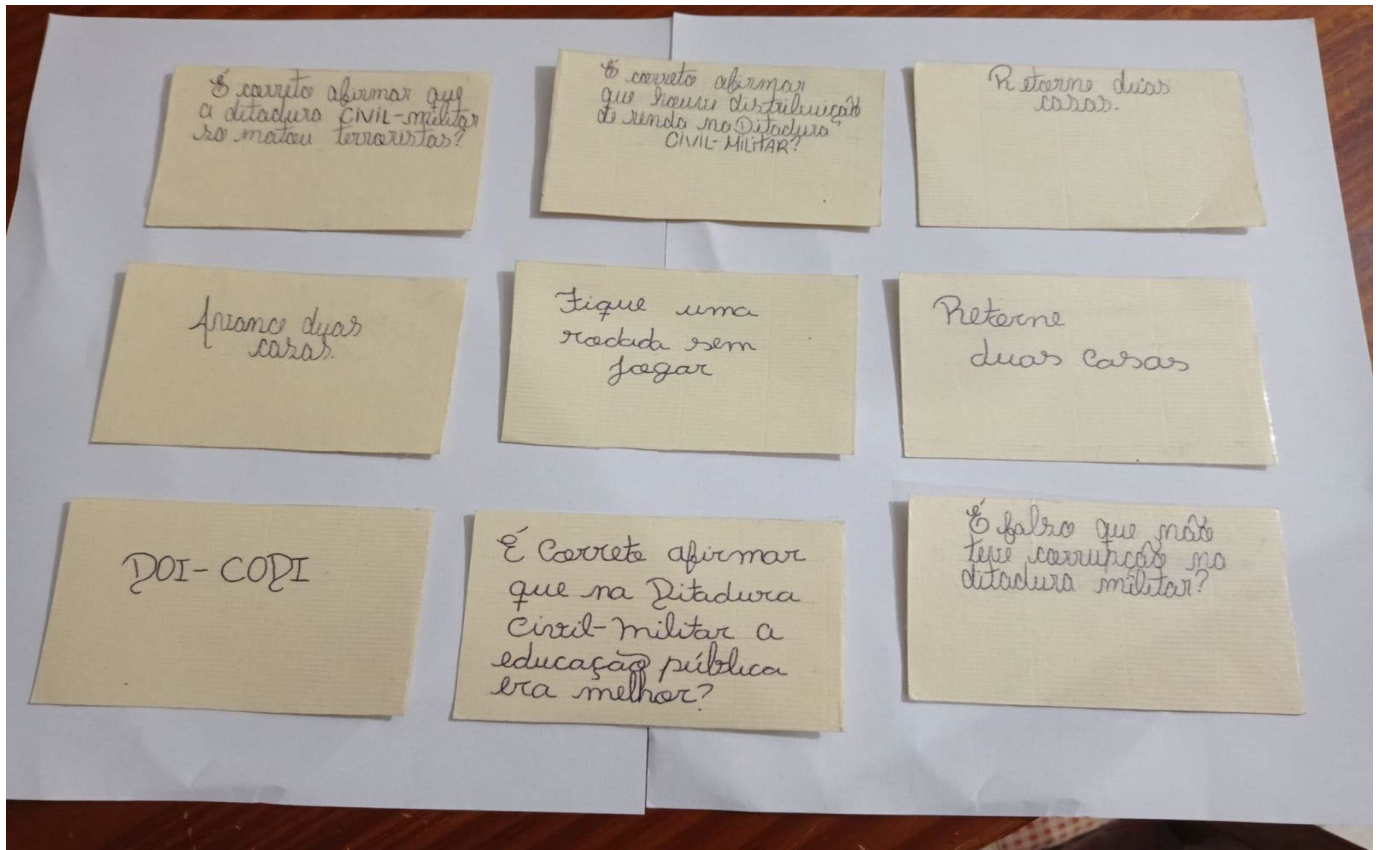 É correto afirmar que
a ditadura CIVIL-militar
só matou terroristas?
É correto afirmar
que houve distribuição
de renda na Ditadura
CIVIL-MILITAR?
Retorne duas
casas.
Avance duas
casas.
Fique uma
rodada sem
jogar
Retorne
duas casas
DOI-CODI
É Correto afirmar
que na Ditadura
civil-militar a
educação pública
era melhor?
É falso que não
teve corrupção na
ditadura militar?